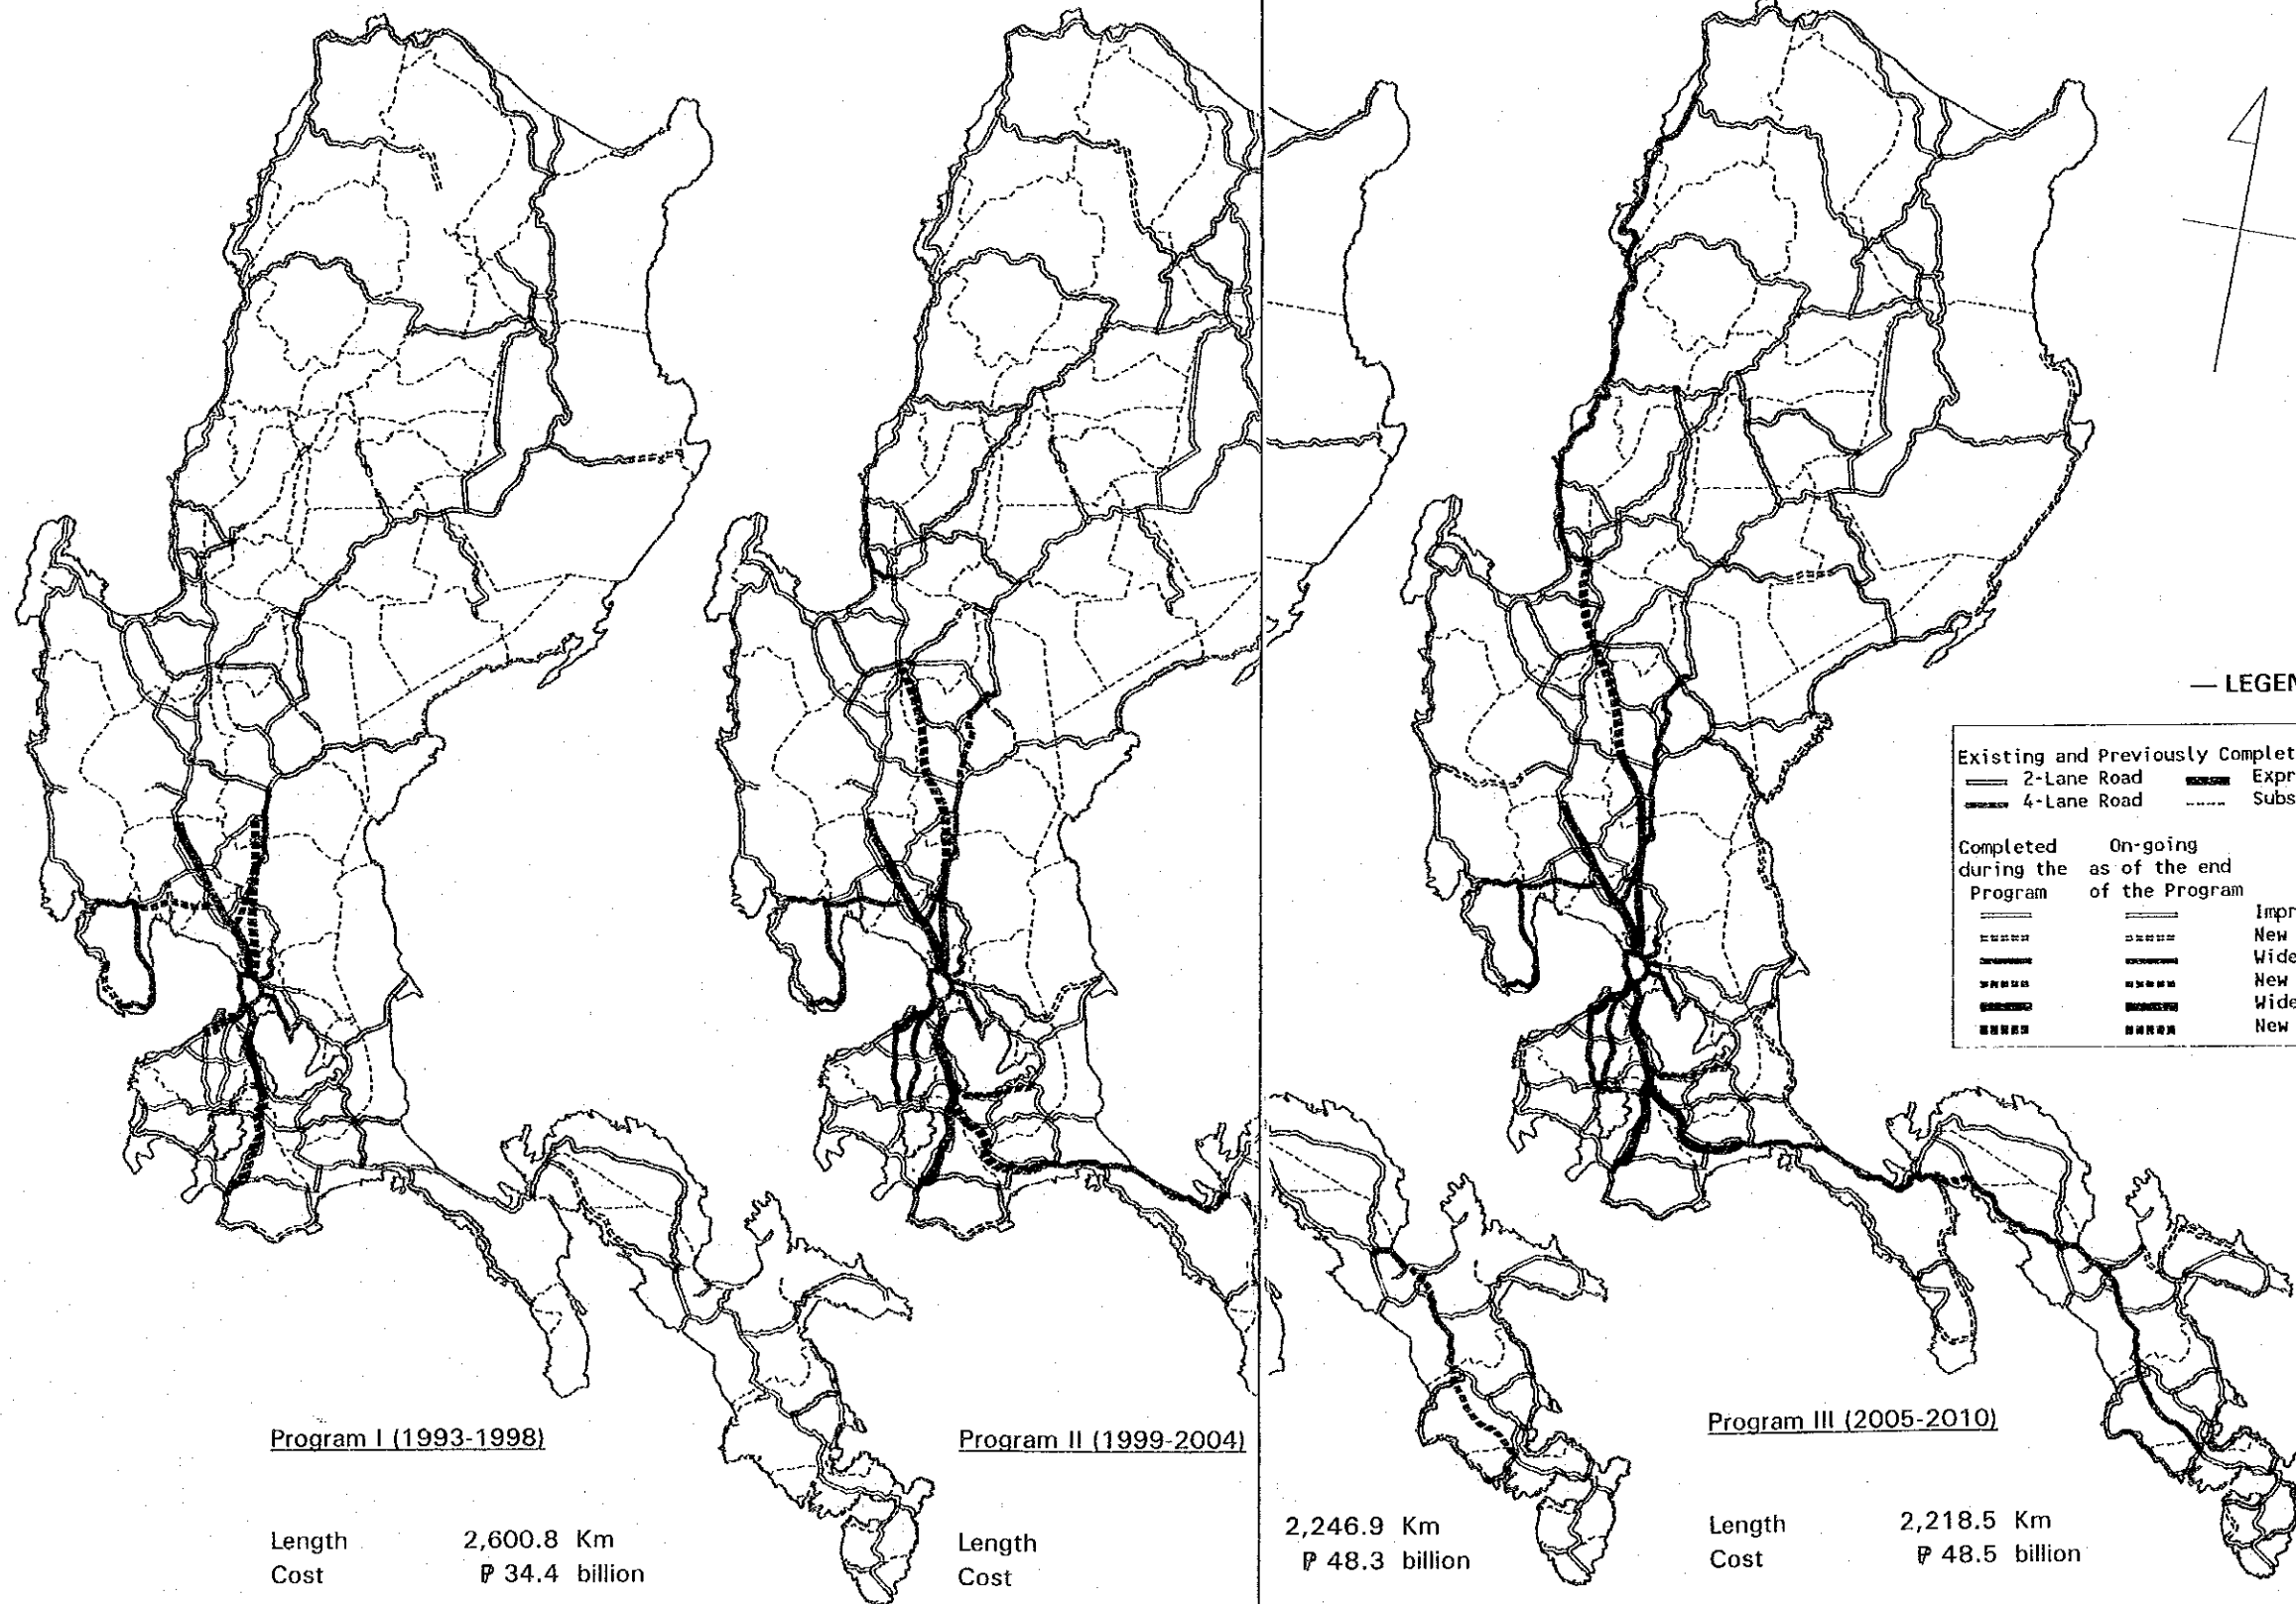 — LEGEN
Existing and Previously Complet
2-Lane Road Expr
4-Lane Road Subs
Completed On-going
during the as of the end
Program of the Program
Impr
New
Wide
New
Wide
New
Program I (1993-1998)
Length 2,600.8 Km
Cost ₱ 34.4 billion
Program II (1999-2004)
Length 2,246.9 Km
Cost ₱ 48.3 billion
Program III (2005-2010)
Length 2,218.5 Km
Cost ₱ 48.5 billion